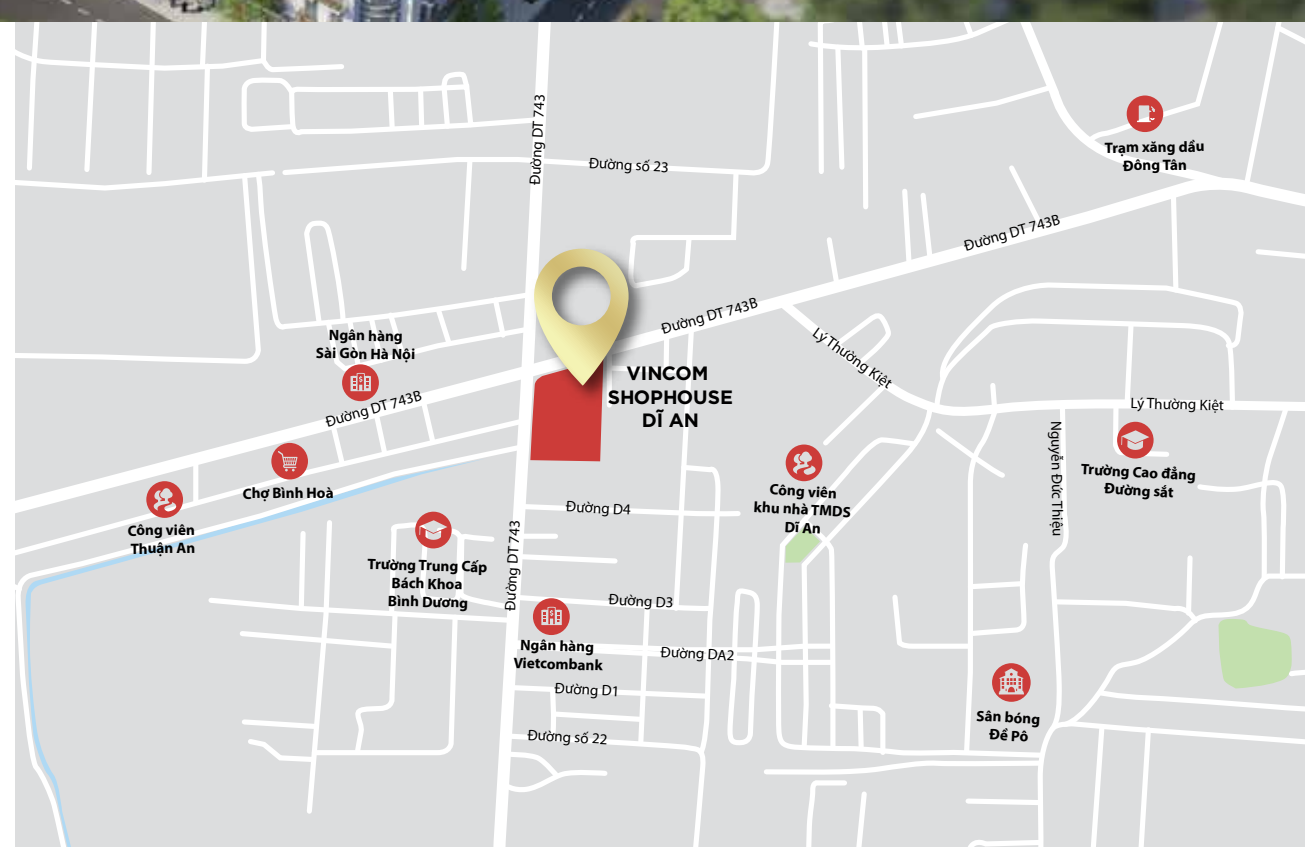 Đường DT 743
Đường số 23
Trạm xăng dầu
Đông Tân
Đường DT 743B
Đường DT 743B
Lý Thường Kiệt
Ngân hàng
Sài Gòn Hà Nội
Đường DT 743B
VINCOM
SHOPHOUSE
DĨ AN
Lý Thường Kiệt
Nguyễn Đức Thiệu
Trường Cao đẳng
Đường sắt
Chợ Bình Hoà
Công viên
Thuận An
Công viên
khu nhà TMDS
Dĩ An
Đường D4
Đường DT 743
Trường Trung Cấp
Bách Khoa
Bình Dương
Đường D3
Ngân hàng
Vietcombank
Đường DA2
Đường D1
Đường số 22
Sân bóng
Đề Pô